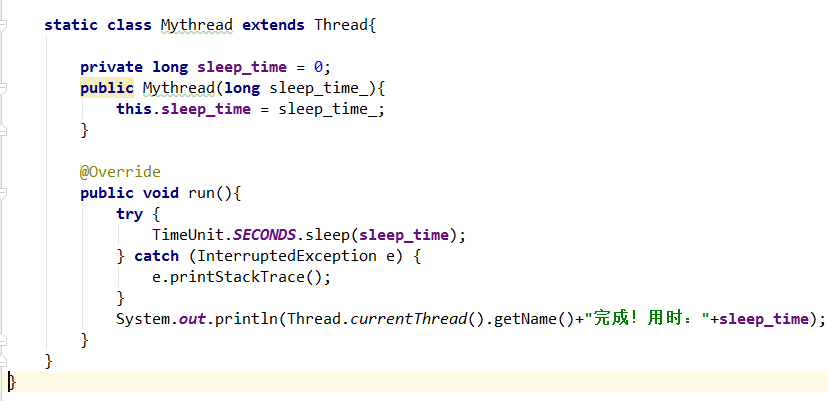 static class Mythread extends Thread{
private long sleep_time = 0;
public Mythread(long sleep_time_){
this.sleep_time = sleep_time_;
}
@Override
public void run(){
try {
TimeUnit.SECONDS.sleep(sleep_time);
} catch (InterruptedException e) {
e.printStackTrace();
}
System.out.println(Thread.currentThread().getName()+"完成！用时："+sleep_time);
}
}
}